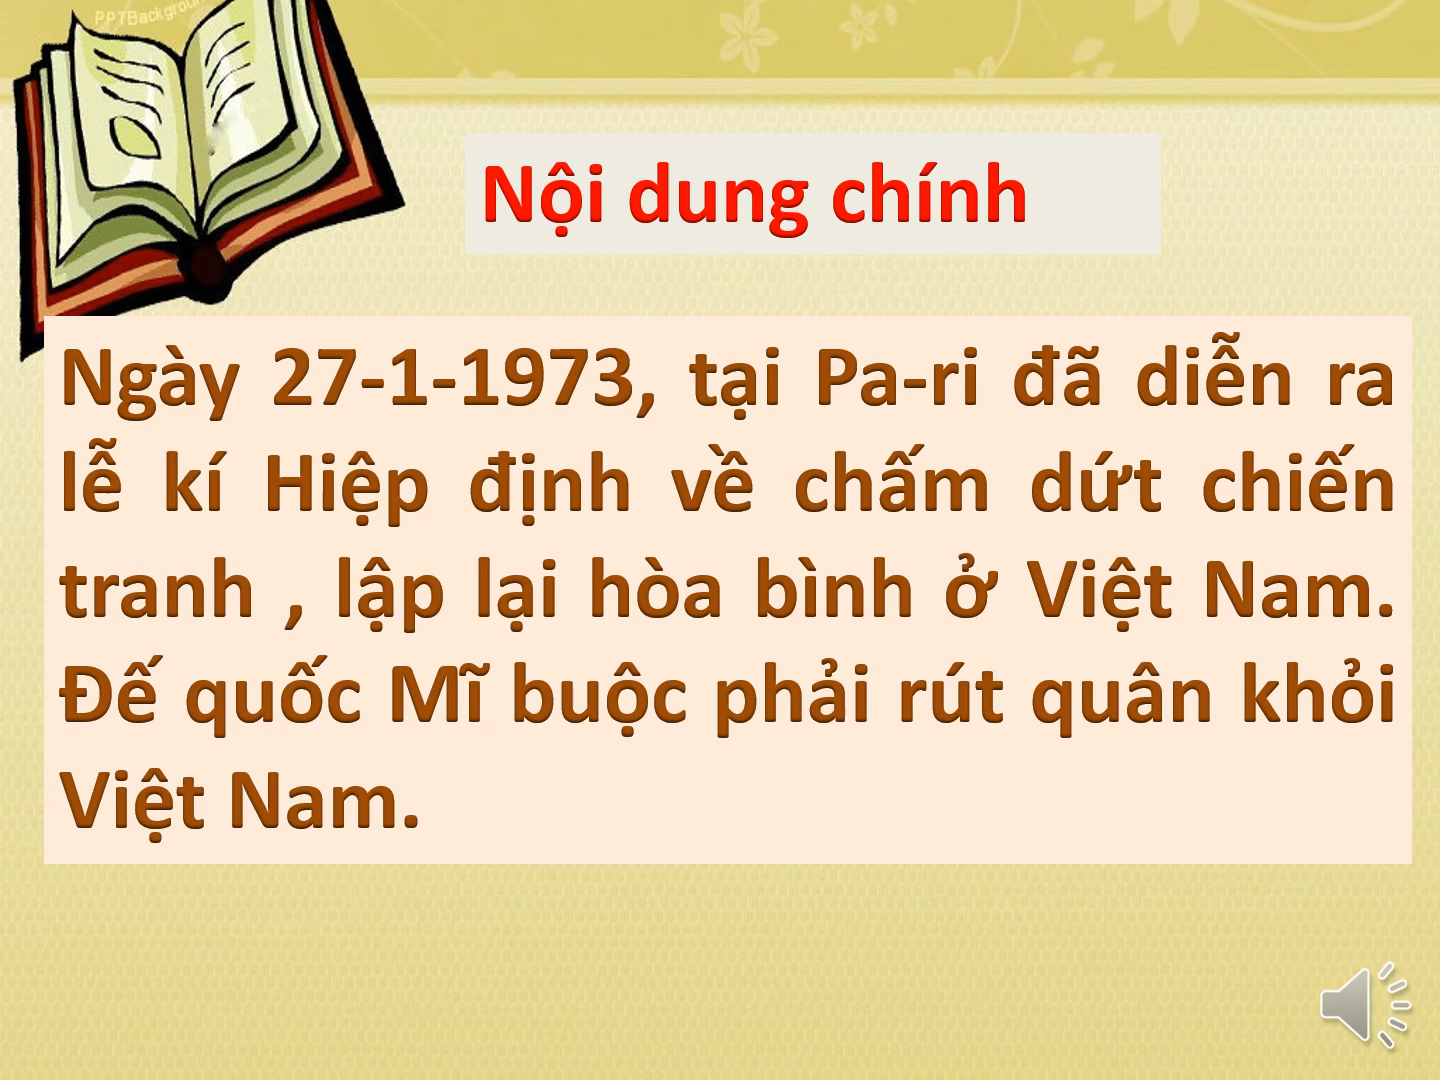 PPTBackground
Nội dung chính
Ngày 27-1-1973, tại Pa-ri đã diễn ra
lễ kí Hiệp định về chấm dứt chiến
tranh , lập lại hòa bình ở Việt Nam.
Đế quốc Mĩ buộc phải rút quân khỏi
Việt Nam.